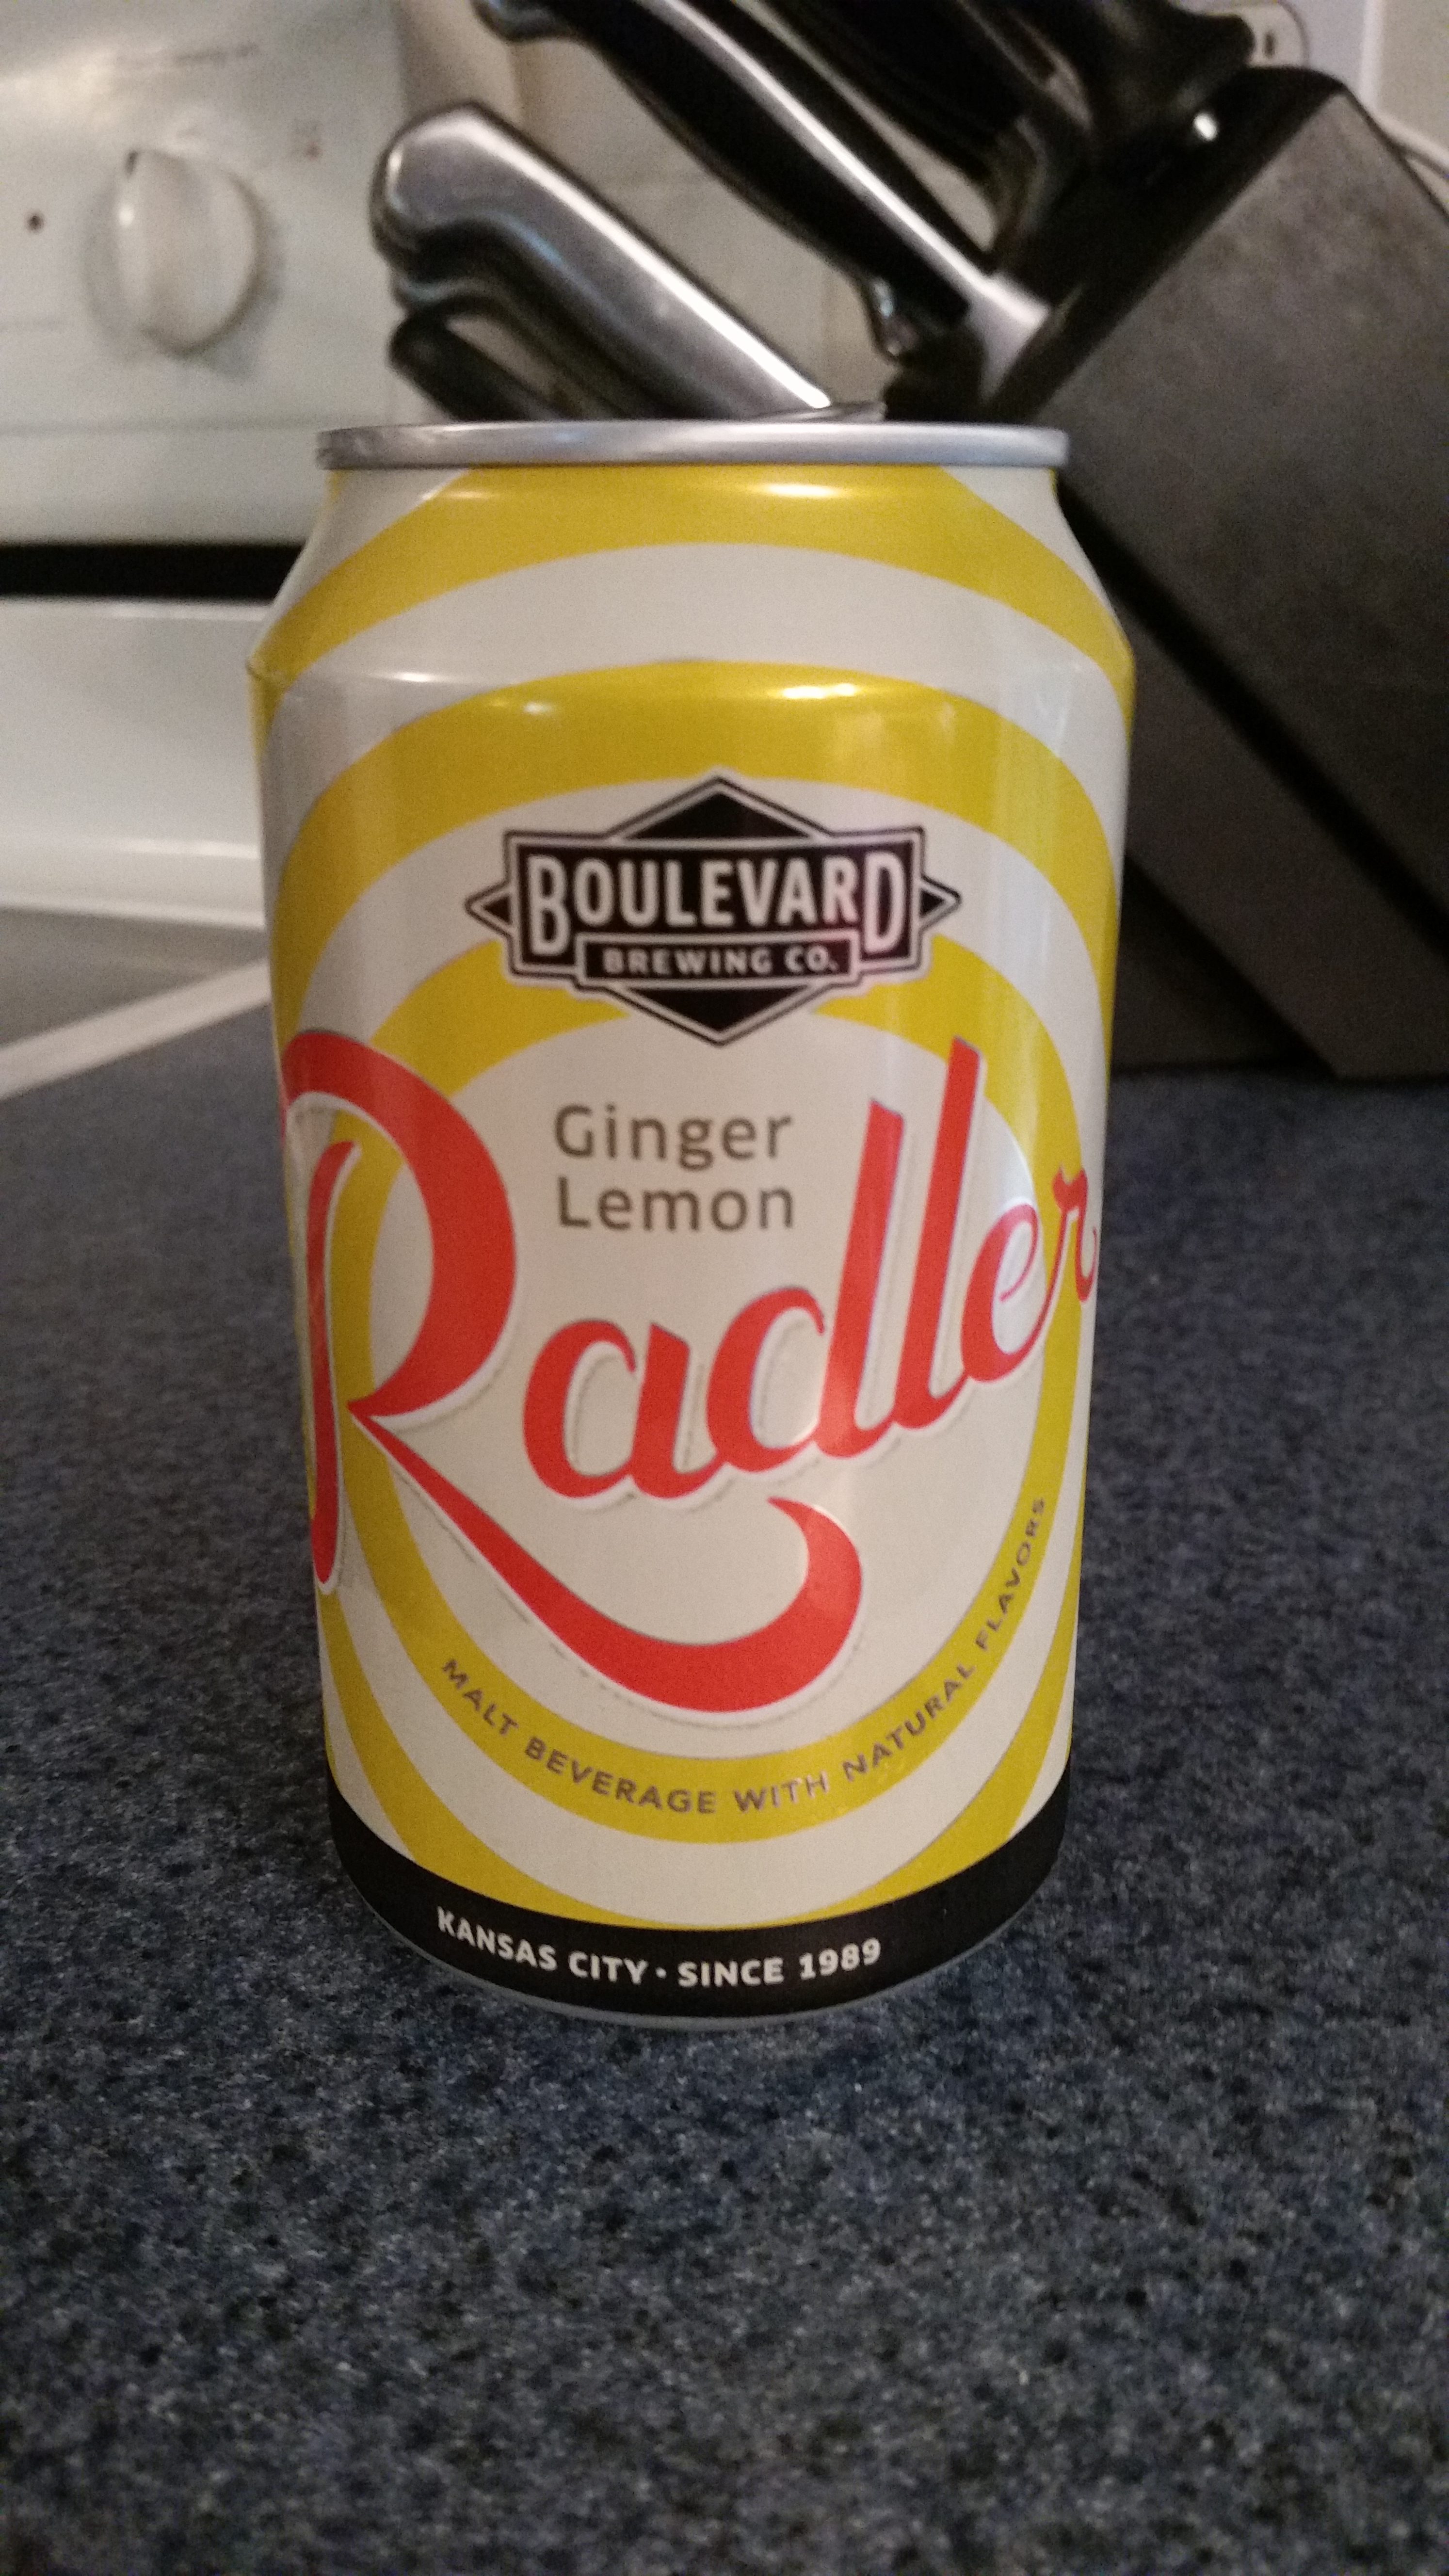 BOULEVARD
BREWING CO.
Ginger
Lemon
Radler
MALT BEVERAGE WITH NATURAL FLAVORS
KANSAS CITY • SINCE 1989